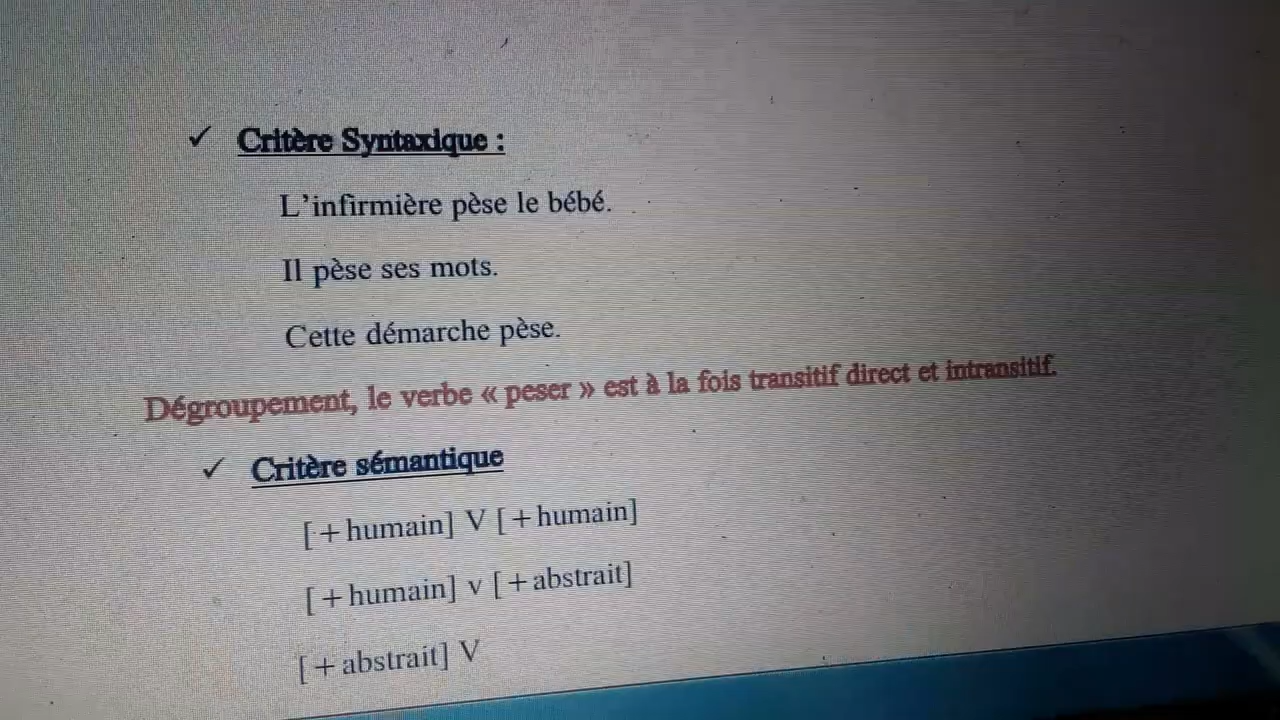 ✓ Critère Syntaxique :
L'infirmière pèse le bébé.
Il pèse ses mots.
Cette démarche pèse.
Dégroupement, le verbe « peser » est à la fois transitif direct et intransitif.
✓ Critère sémantique
[+humain] V [+humain]
[+humain] v [+abstrait]
[+abstrait] V